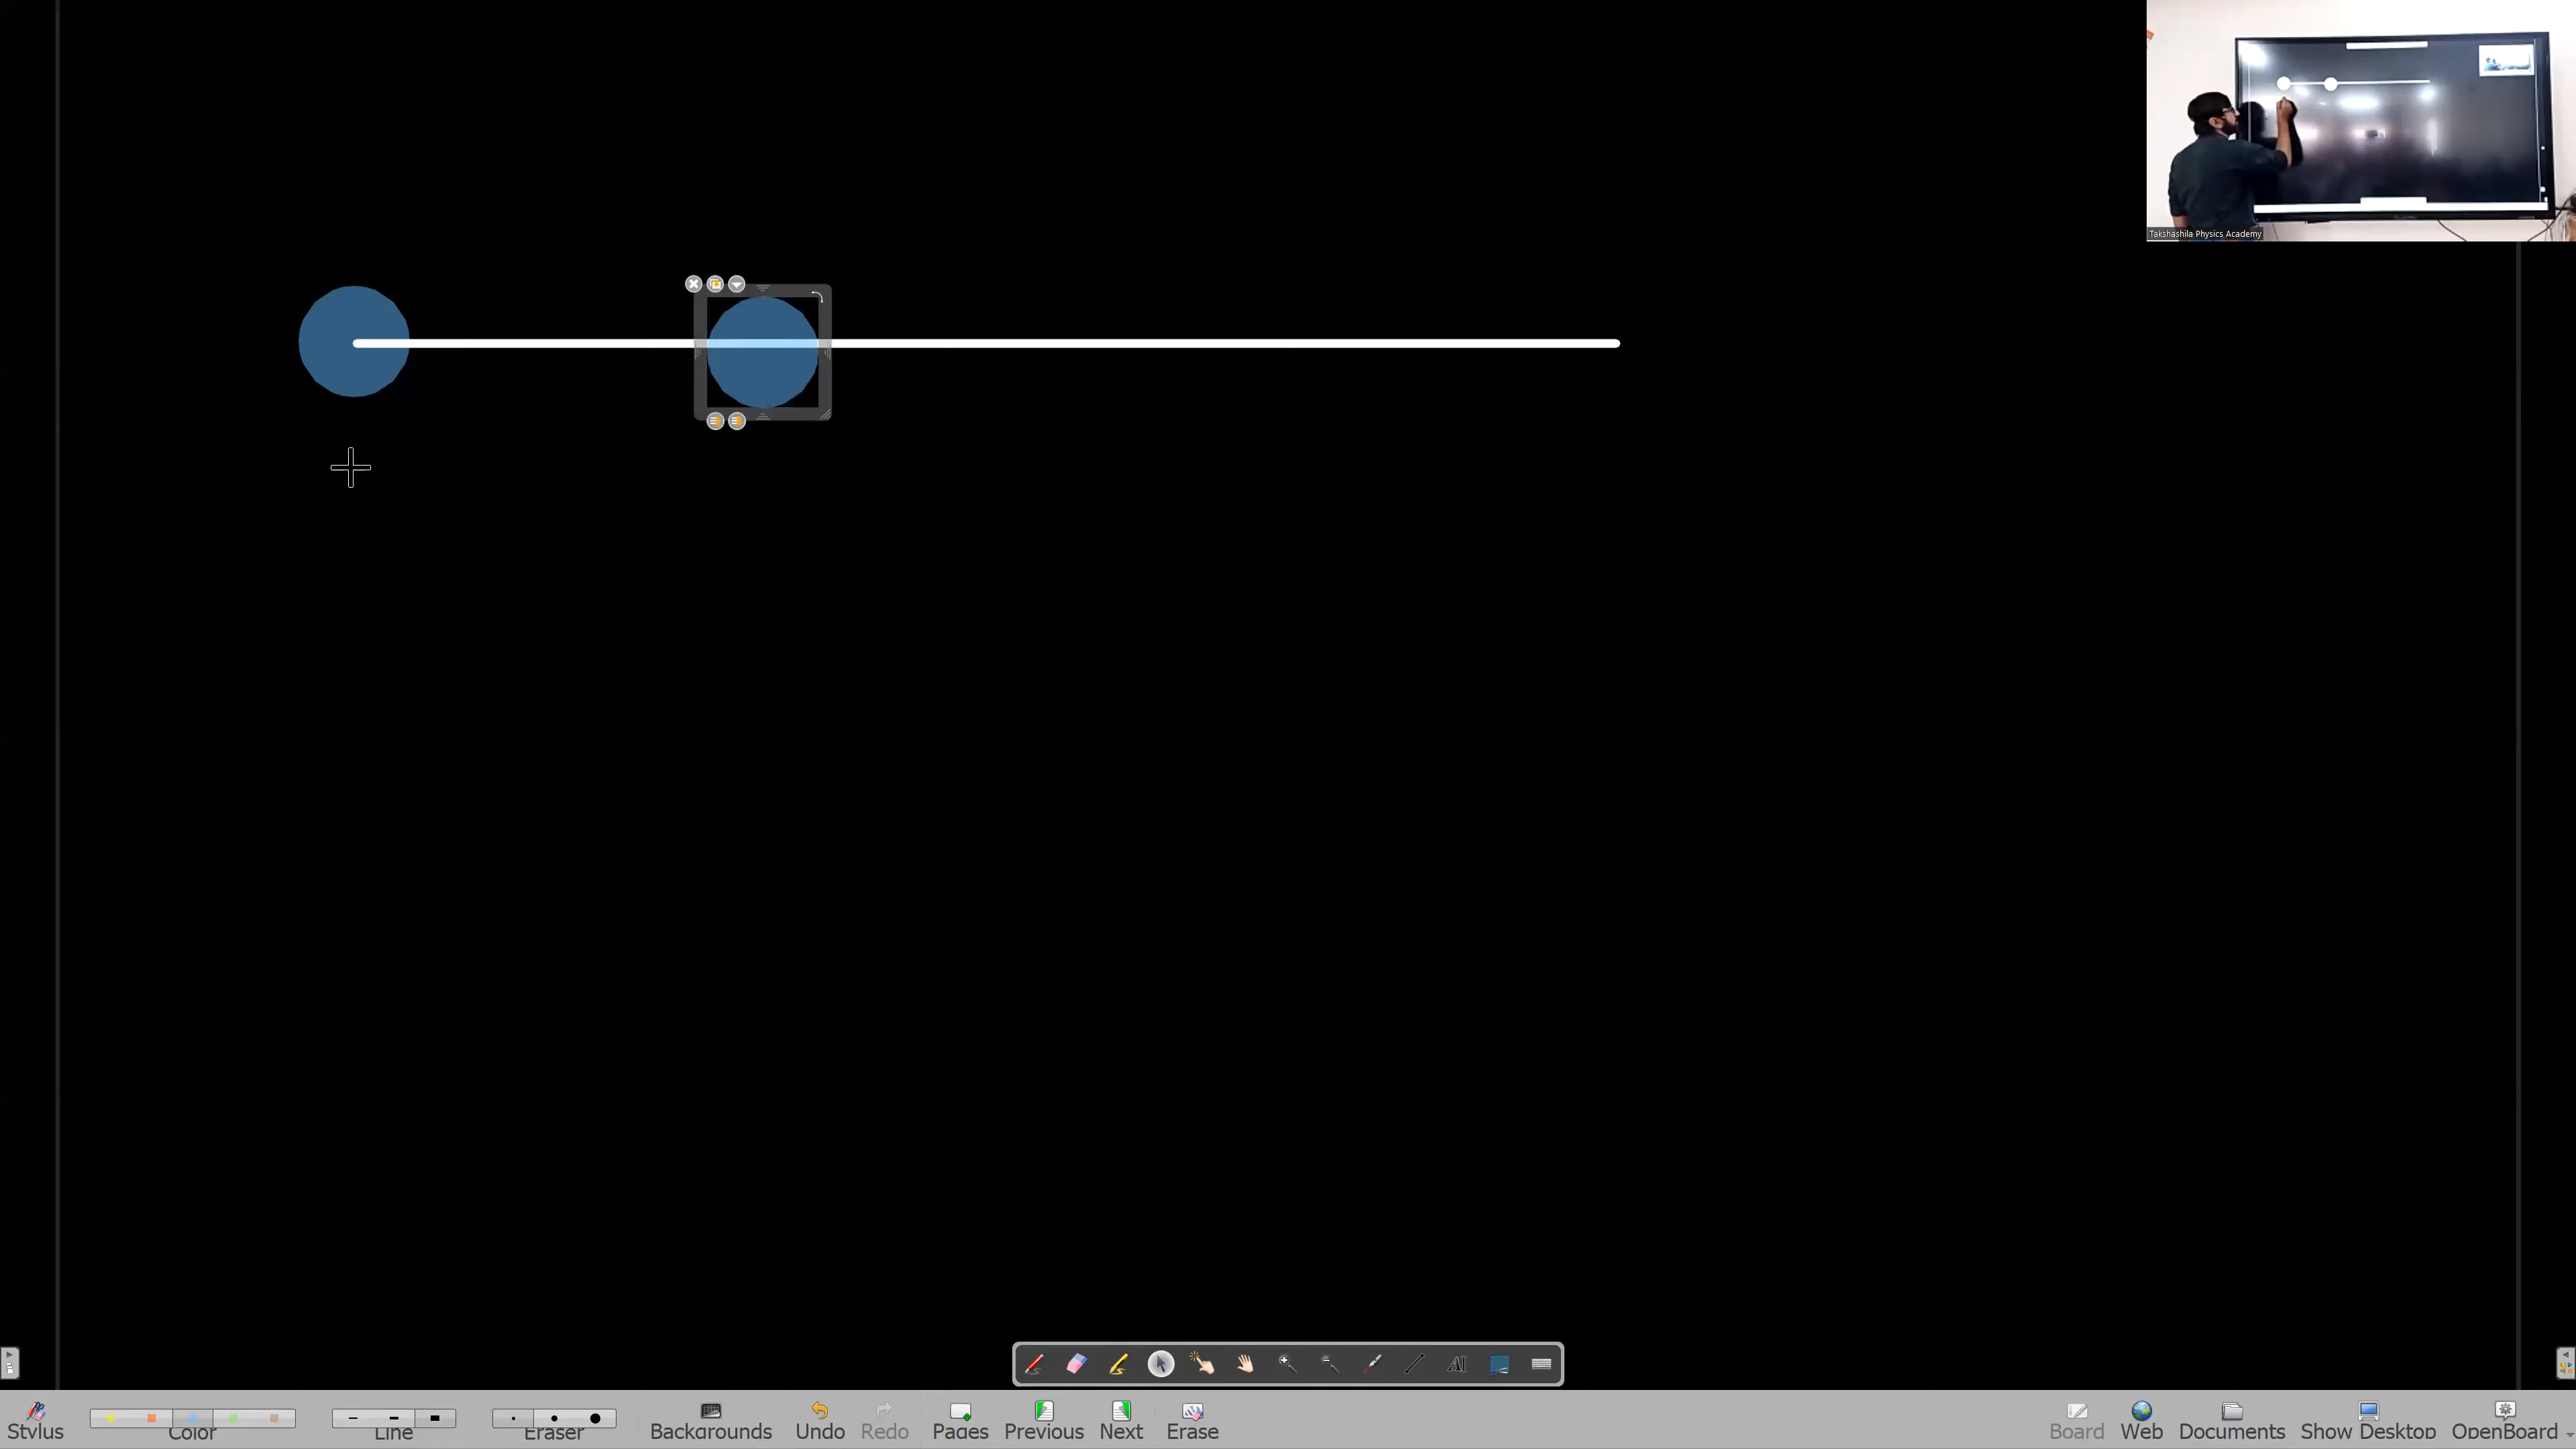 Takshashila Physics Academy
AI
Stylus
Color
Line
Eraser
Backgrounds
Undo
Redo
Pages
Previous
Next
Erase
Board
Web
Documents
Show Desktop
OpenBoard